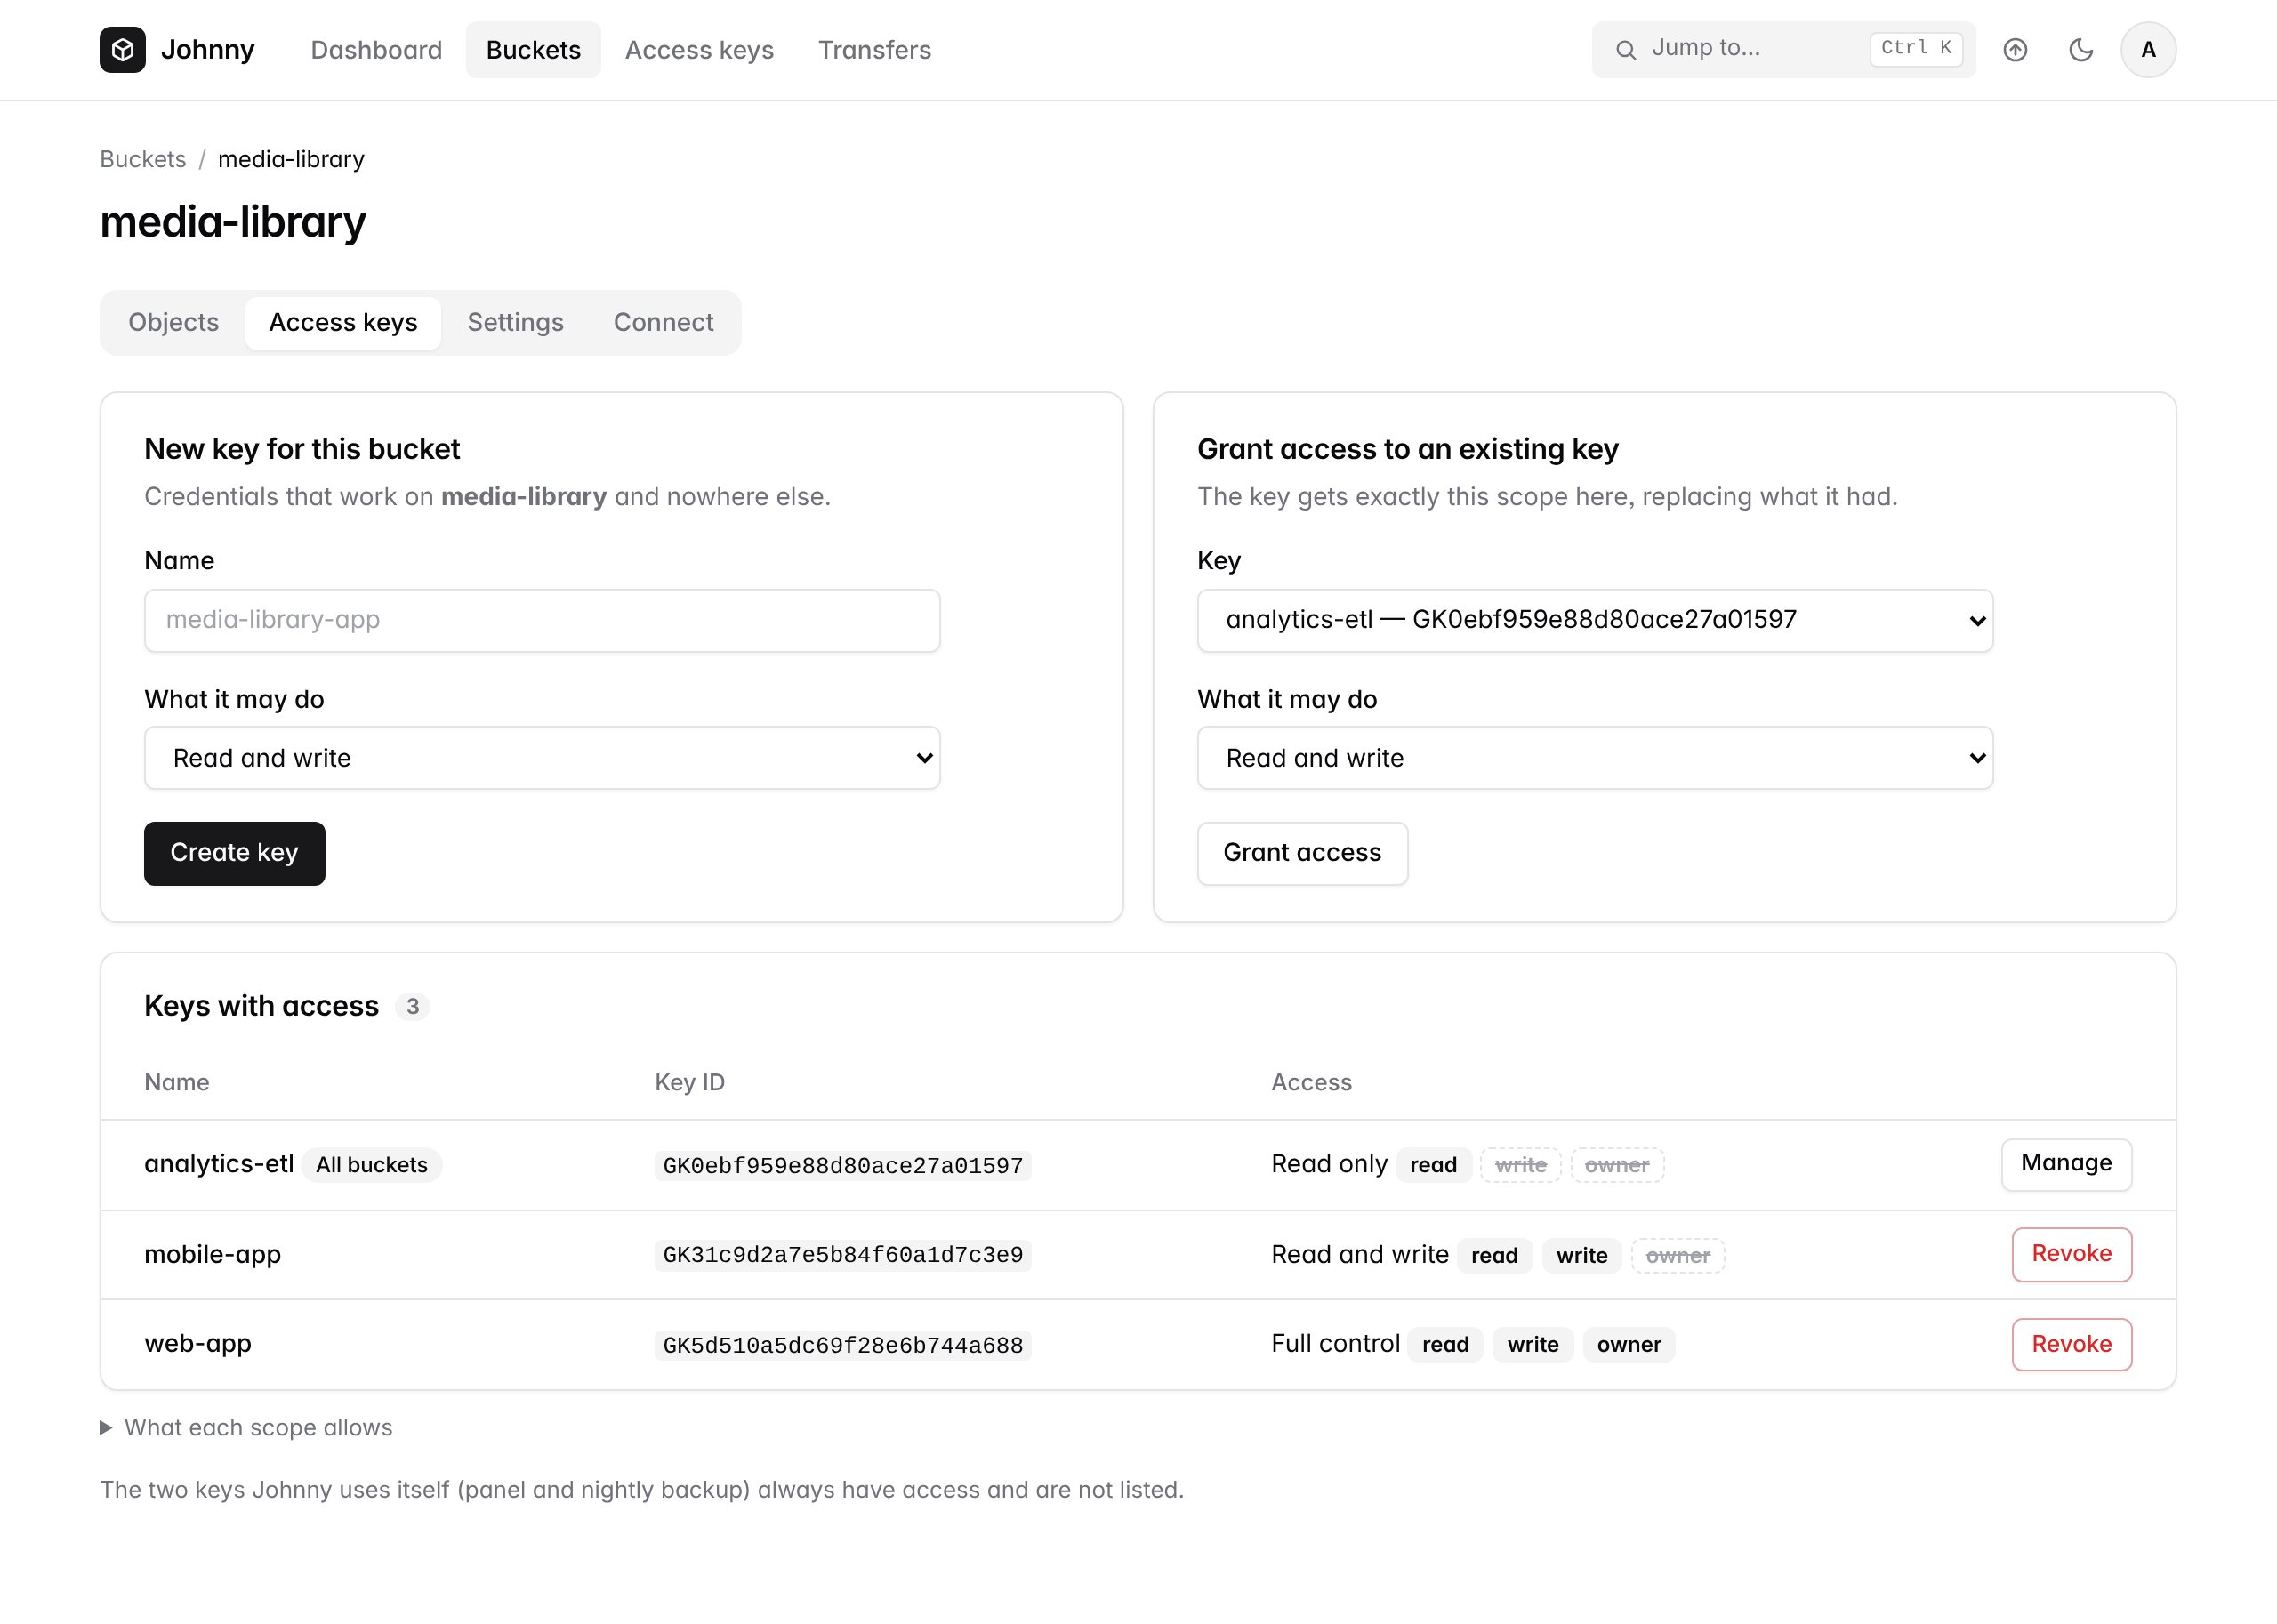 Johnny Dashboard Buckets Access keys Transfers Jump to... Ctrl K A
Buckets / media-library
media-library
Objects Access keys Settings Connect
New key for this bucket
Credentials that work on media-library and nowhere else.
Name
media-library-app
What it may do
Read and write
Create key
Grant access to an existing key
The key gets exactly this scope here, replacing what it had.
Key
analytics-etl — GK0ebf959e88d80ace27a01597
What it may do
Read and write
Grant access
Keys with access 3
Name Key ID Access
analytics-etl All buckets GK0ebf959e88d80ace27a01597 Read only read write owner Manage
mobile-app GK31c9d2a7e5b84f60a1d7c3e9 Read and write read write owner Revoke
web-app GK5d510a5dc69f28e6b744a688 Full control read write owner Revoke
What each scope allows
The two keys Johnny uses itself (panel and nightly backup) always have access and are not listed.